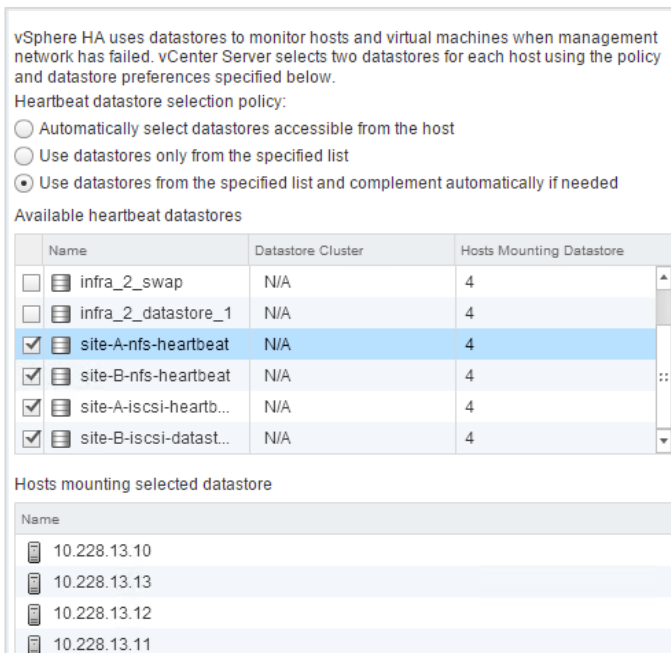 vSphere HA uses datastores to monitor hosts and virtual machines when management
network has failed. vCenter Server selects two datastores for each host using the policy
and datastore preferences specified below.
Heartbeat datastore selection policy:
Automatically select datastores accessible from the host
Use datastores only from the specified list
Use datastores from the specified list and complement automatically if needed
Available heartbeat datastores
Name Datastore Cluster Hosts Mounting Datastore
infra_2_swap N/A 4
infra_2_datastore_1 N/A 4
site-A-nfs-heartbeat N/A 4
site-B-nfs-heartbeat N/A 4
site-A-iscsi-heartb... N/A 4
site-B-iscsi-datast... N/A 4
Hosts mounting selected datastore
Name
10.228.13.10
10.228.13.13
10.228.13.12
10.228.13.11